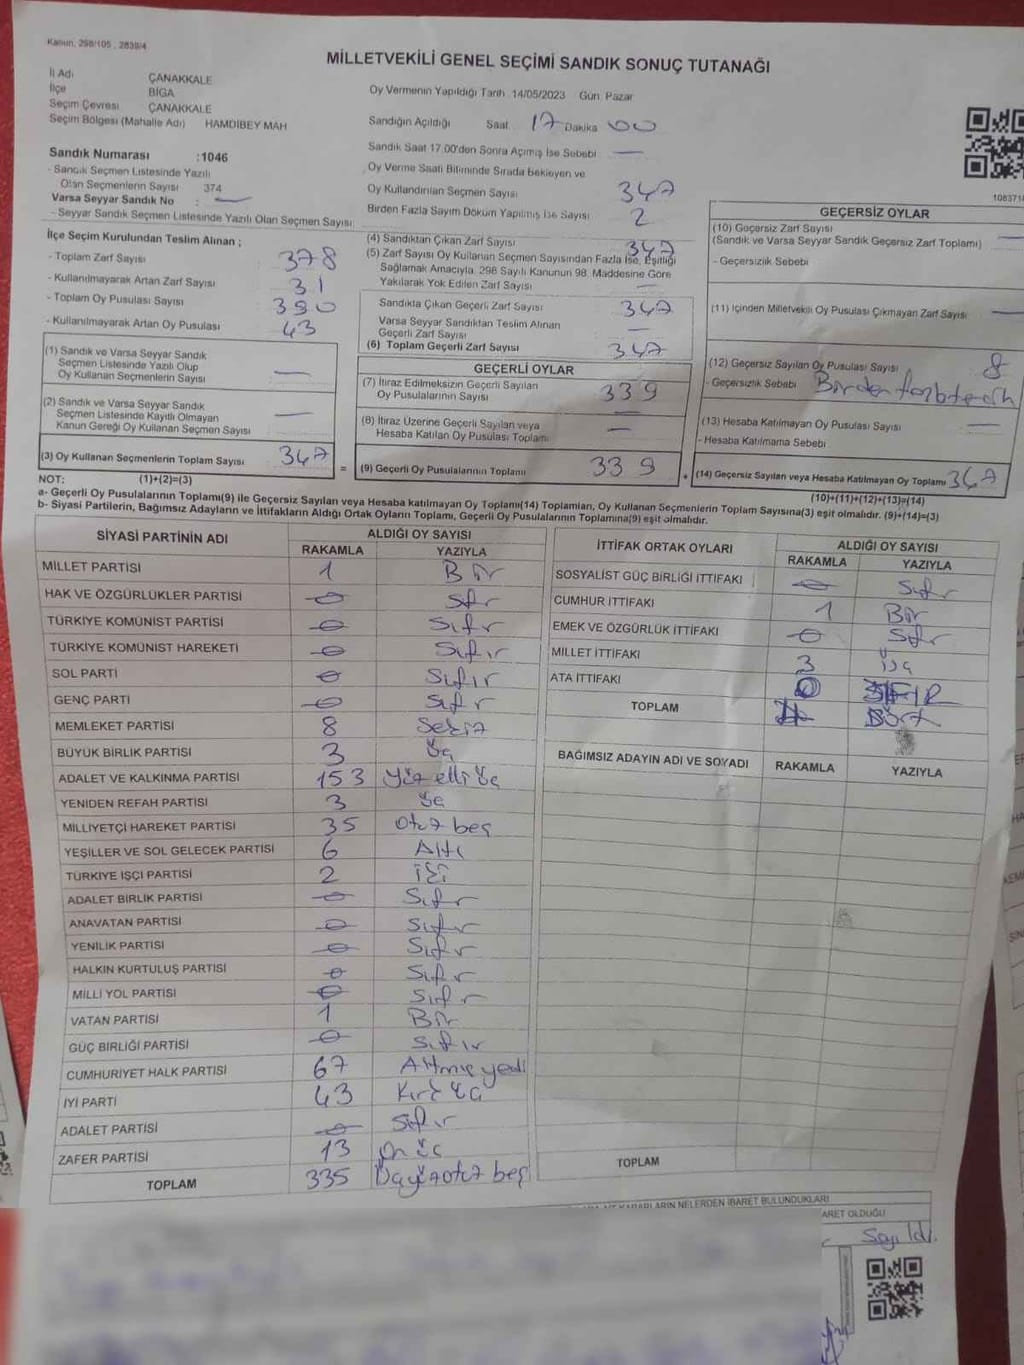 Kanun, 298/105 , 2839/4
MİLLETVEKİLİ GENEL SEÇİMİ SANDIK SONUÇ TUTANAĞI
İl Adı ÇANAKKALE
İlçe BİGA
Seçim Çevresi ÇANAKKALE
Seçim Bölgesi (Mahalle Adı) HAMDİBEY MAH
Sandık Numarası :1046
- Sandık Seçmen Listesinde Yazılı
Olan Seçmenlerin Sayısı 374
Varsa Seyyar Sandık No : —
- Seyyar Sandık Seçmen Listesinde Yazılı Olan Seçmen Sayısı
İlçe Seçim Kurulundan Teslim Alınan ;
- Toplam Zarf Sayısı 378
- Kullanılmayarak Artan Zarf Sayısı 31
- Toplam Oy Pusulası Sayısı 390
- Kullanılmayarak Artan Oy Pusulası 43
(1) Sandık ve Varsa Seyyar Sandık
Seçmen Listesinde Yazılı Olup
Oy Kullanan Seçmenlerin Sayısı —
(2) Sandık ve Varsa Seyyar Sandık
Seçmen Listesinde Kayıtlı Olmayan
Kanun Gereği Oy Kullanan Seçmen Sayısı —
(3) Oy Kullanan Seçmenlerin Toplam Sayısı 347
Oy Vermenin Yapıldığı Tarih 14/05/2023 Gün Pazar
Sandığın Açıldığı Saat 17 Dakika 00
Sandık Saat 17.00'den Sonra Açımış İse Sebebi —
Oy Verme Saati Bitiminde Sırada Bekleyen ve
Oy Kullandırılan Seçmen Sayısı 347
Birden Fazla Sayım Döküm Yapılmış İse Sayısı 2
(4) Sandıktan Çıkan Zarf Sayısı 347
(5) Zarf Sayısı Oy Kullanan Seçmen Sayısından Fazla İse, Eşitliği
Sağlamak Amacıyla, 298 Sayılı Kanunun 98. Maddesine Göre
Yakılarak Yok Edilen Zarf Sayısı —
Sandıkta Çıkan Geçerli Zarf Sayısı 347
Varsa Seyyar Sandıktan Teslim Alınan
Geçerli Zarf Sayısı —
(6) Toplam Geçerli Zarf Sayısı 347
GEÇERLİ OYLAR
(7) İtiraz Edilmeksizin Geçerli Sayılan
Oy Pusulalarının Sayısı 339
(8) İtiraz Üzerine Geçerli Sayılan veya
Hesaba Katılan Oy Pusulası Toplamı —
= (9) Geçerli Oy Pusulalarının Toplamı 339
GEÇERSİZ OYLAR
(10) Geçersiz Zarf Sayısı
(Sandık ve Varsa Seyyar Sandık Geçersiz Zarf Toplamı) —
- Geçersizlik Sebebi
(11) İçinden Milletvekili Oy Pusulası Çıkmayan Zarf Sayısı —
(12) Geçersiz Sayılan Oy Pusulası Sayısı 8
- Geçersizlik Sebebi Birden
(13) Hesaba Katılmayan Oy Pusulası Sayısı —
- Hesaba Katılmama Sebebi
+ (14) Geçersiz Sayılan veya Hesaba Katılmayan Oy Toplamı 347
NOT: (1)+(2)=(3)
(10)+(11)+(12)+(13)=(14)
a- Geçerli Oy Pusulalarının Toplamı(9) ile Geçersiz Sayılan veya Hesaba katılmayan Oy Toplamı(14) Toplamları, Oy Kullanan Seçmenlerin Toplam Sayısına(3) eşit olmalıdır. (9)+(14)=(3)
b- Siyasi Partilerin, Bağımsız Adayların ve İttifakların Aldığı Ortak Oyların Toplamı, Geçerli Oy Pusulalarının Toplamına(9) eşit olmalıdır.
SİYASİ PARTİNİN ADI ALDIĞI OY SAYISI
RAKAMLA YAZIYLA
MİLLET PARTİSİ 1 Bir
HAK VE ÖZGÜRLÜKLER PARTİSİ 0 Sıfır
TÜRKİYE KOMÜNİST PARTİSİ 0 Sıfır
TÜRKİYE KOMÜNİST HAREKETİ 0 Sıfır
SOL PARTİ 0 Sıfır
GENÇ PARTİ 0 Sıfır
MEMLEKET PARTİSİ 8 Sekiz
BÜYÜK BİRLİK PARTİSİ 3 Üç
ADALET VE KALKINMA PARTİSİ 153 Yüz elli üç
YENİDEN REFAH PARTİSİ 3 Üç
MİLLİYETÇİ HAREKET PARTİSİ 35 Otuz beş
YEŞİLLER VE SOL GELECEK PARTİSİ 6 Altı
TÜRKİYE İŞÇİ PARTİSİ 2 İki
ADALET BİRLİK PARTİSİ 0 Sıfır
ANAVATAN PARTİSİ 0 Sıfır
YENİLİK PARTİSİ 0 Sıfır
HALKIN KURTULUŞ PARTİSİ 0 Sıfır
MİLLİ YOL PARTİSİ 0 Sıfır
VATAN PARTİSİ 1 Bir
GÜÇ BİRLİĞİ PARTİSİ 0 Sıfır
CUMHURİYET HALK PARTİSİ 67 Altmış yedi
İYİ PARTİ 43 Kırk üç
ADALET PARTİSİ 0 Sıfır
ZAFER PARTİSİ 13 On üç
TOPLAM 335 Üçyüzotuz beş
İTTİFAK ORTAK OYLARI ALDIĞI OY SAYISI
RAKAMLA YAZIYLA
SOSYALİST GÜÇ BİRLİĞİ İTTİFAKI 0 Sıfır
CUMHUR İTTİFAKI 1 Bir
EMEK VE ÖZGÜRLÜK İTTİFAKI 0 Sıfır
MİLLET İTTİFAKI 3 Üç
ATA İTTİFAKI 0 SIFIR
TOPLAM 4 Dört
BAĞIMSIZ ADAYIN ADI VE SOYADI RAKAMLA YAZIYLA
TOPLAM
NELERDEN İBARET BULUNDUKLARI
ARET OLDUĞU
Sayıldı.